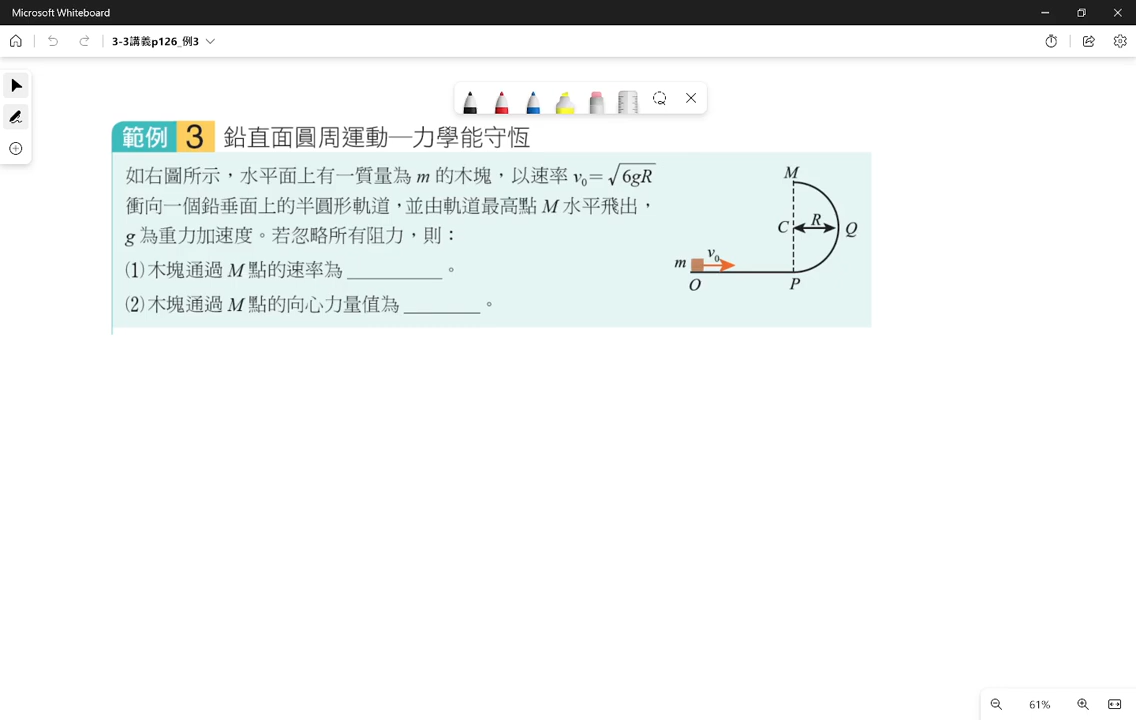 Microsoft Whiteboard
3-3講義p126_例3
範例 3 鉛直面圓周運動—力學能守恆
如右圖所示，水平面上有一質量為 m 的木塊，以速率 v₀=√6gR
衝向一個鉛垂面上的半圓形軌道，並由軌道最高點 M 水平飛出，
g 為重力加速度。若忽略所有阻力，則：
(1)木塊通過 M 點的速率為 ________ 。
(2)木塊通過 M 點的向心力量值為 ________ 。
M
C R Q
m v₀
O P
61%